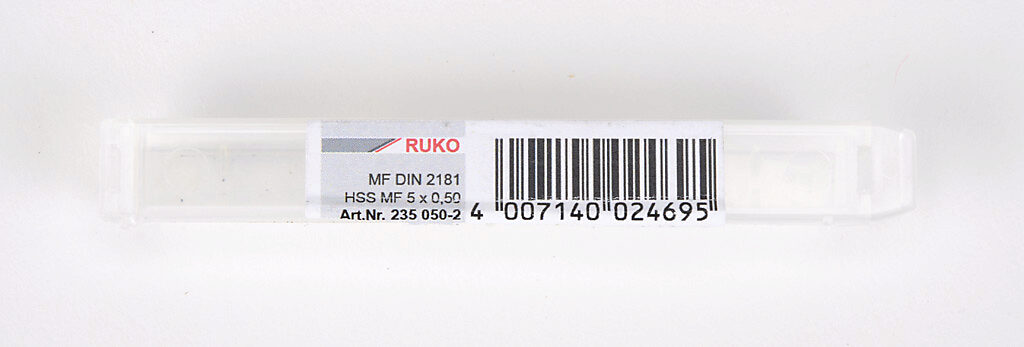 RUKO
MF DIN 2181
HSS MF 5 x 0,50
Art.Nr. 235 050-2
4 007140 024695